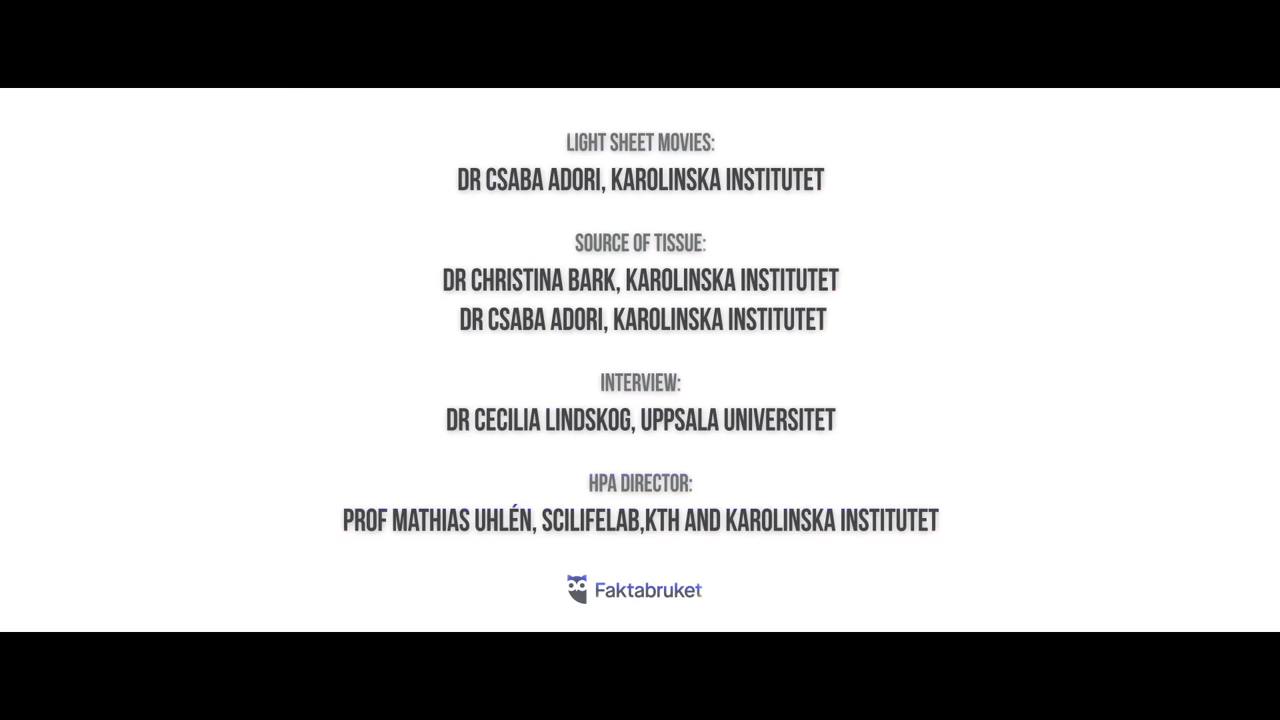 LIGHT SHEET MOVIES:
DR CSABA ADORI, KAROLINSKA INSTITUTET
SOURCE OF TISSUE:
DR CHRISTINA BARK, KAROLINSKA INSTITUTET
DR CSABA ADORI, KAROLINSKA INSTITUTET
INTERVIEW:
DR CECILIA LINDSKOG, UPPSALA UNIVERSITET
HPA DIRECTOR:
PROF MATHIAS UHLÉN, SCILIFELAB,KTH AND KAROLINSKA INSTITUTET
Faktabruket